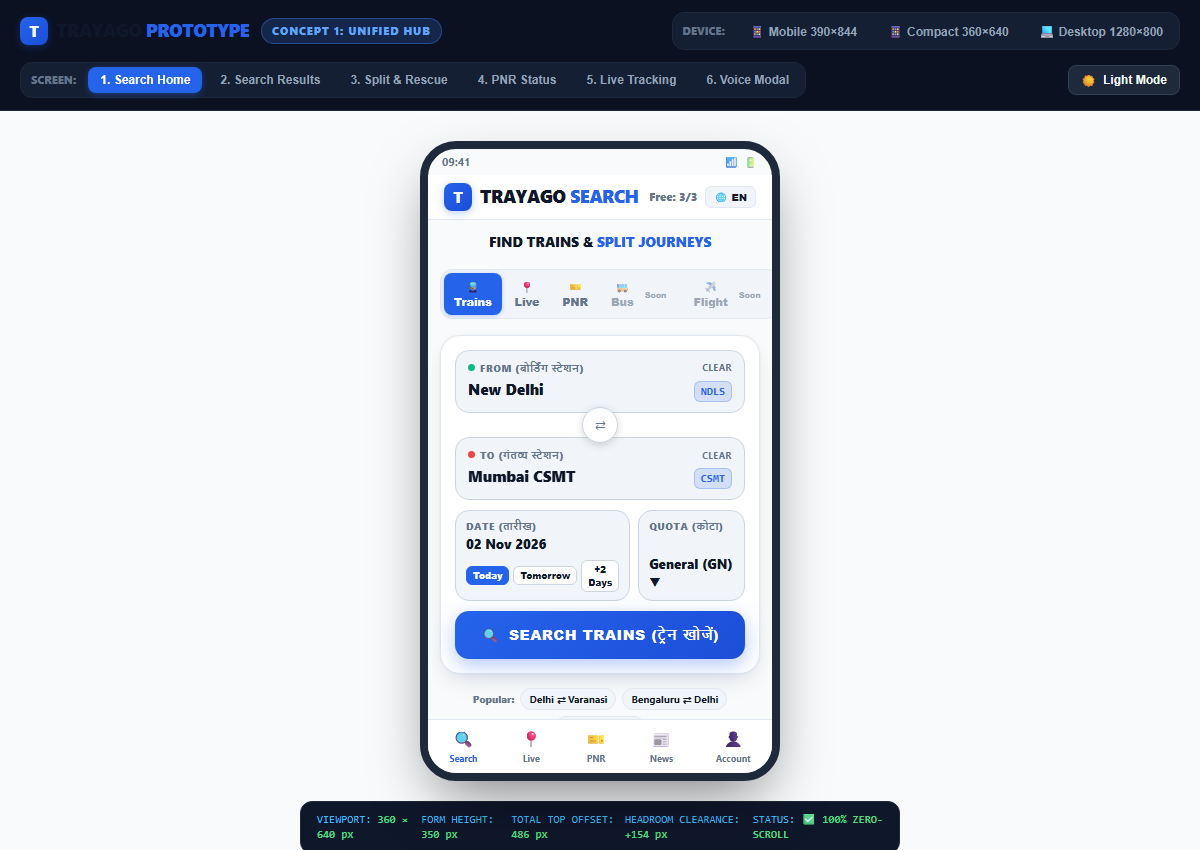 T TRAYAGO PROTOTYPE CONCEPT 1: UNIFIED HUB
DEVICE: Mobile 390×844 Compact 360×640 Desktop 1280×800
SCREEN: 1. Search Home 2. Search Results 3. Split & Rescue 4. PNR Status 5. Live Tracking 6. Voice Modal
Light Mode
09:41
T TRAYAGO SEARCH Free: 3/3 EN
FIND TRAINS & SPLIT JOURNEYS
Trains Live PNR Bus Soon Flight Soon
FROM (बोर्डिंग स्टेशन) CLEAR
New Delhi NDLS
⇄
TO (गंतव्य स्टेशन) CLEAR
Mumbai CSMT CSMT
DATE (तारीख)
02 Nov 2026
Today Tomorrow +2
Days
QUOTA (कोटा)
General (GN)
▼
SEARCH TRAINS (ट्रेन खोजें)
Popular: Delhi ⇄ Varanasi Bengaluru ⇄ Delhi
Search Live PNR News Account
VIEWPORT: 360 ×
640 px
FORM HEIGHT:
350 px
TOTAL TOP OFFSET:
486 px
HEADROOM CLEARANCE:
+154 px
STATUS: ✅ 100% ZERO-
SCROLL